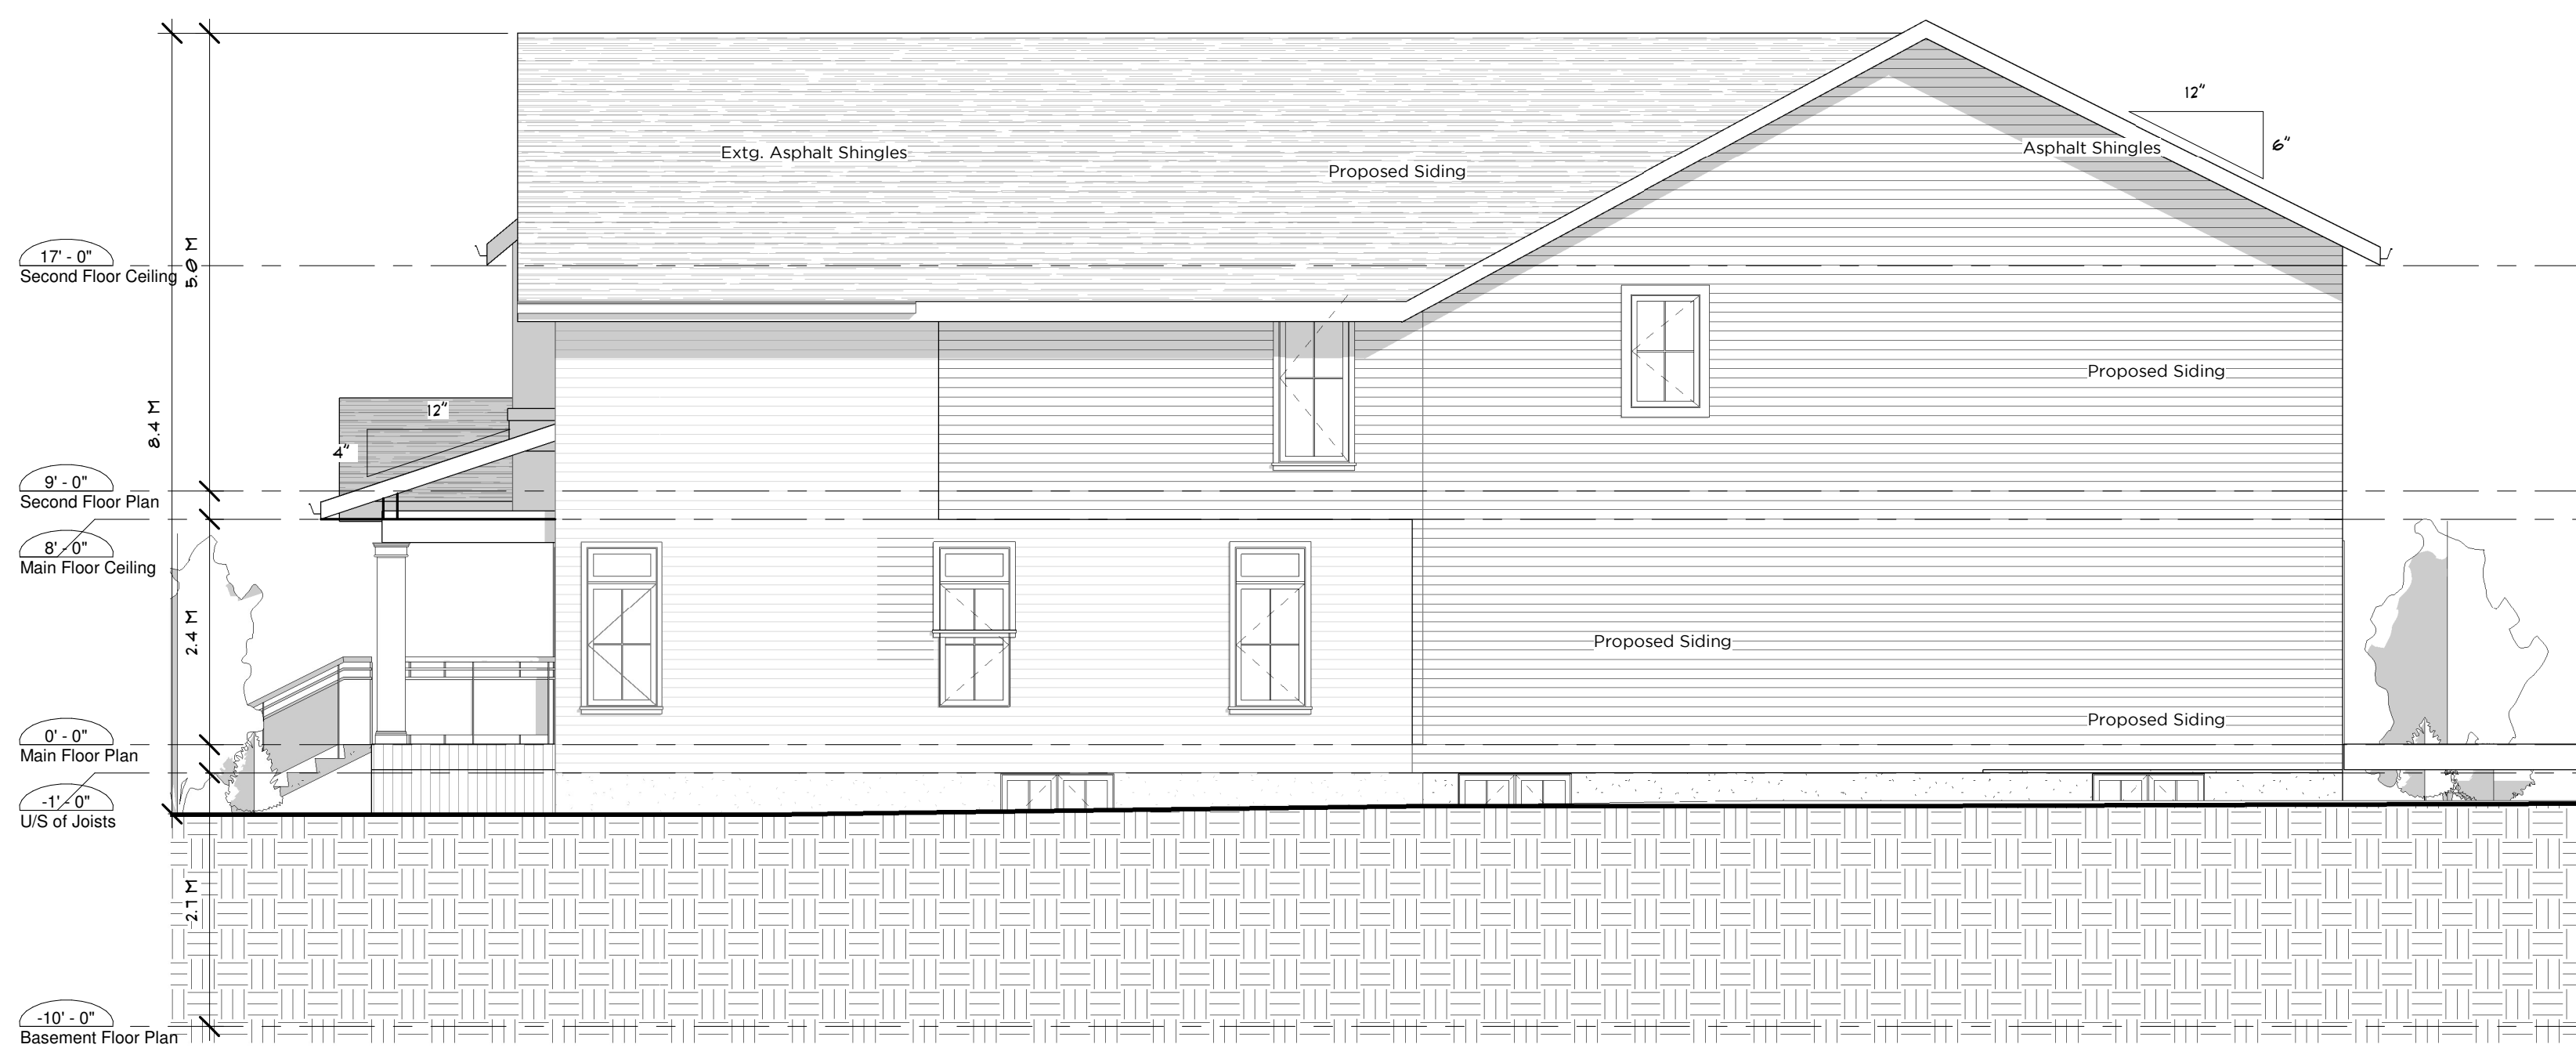 12"
6"
Extg. Asphalt Shingles
Proposed Siding
Asphalt Shingles
17' - 0"
Second Floor Ceiling
5.0 M
Proposed Siding
12"
4"
8.4 M
9' - 0"
Second Floor Plan
8' - 0"
Main Floor Ceiling
2.4 M
Proposed Siding
Proposed Siding
0' - 0"
Main Floor Plan
-1' - 0"
U/S of Joists
2.7 M
-10' - 0"
Basement Floor Plan